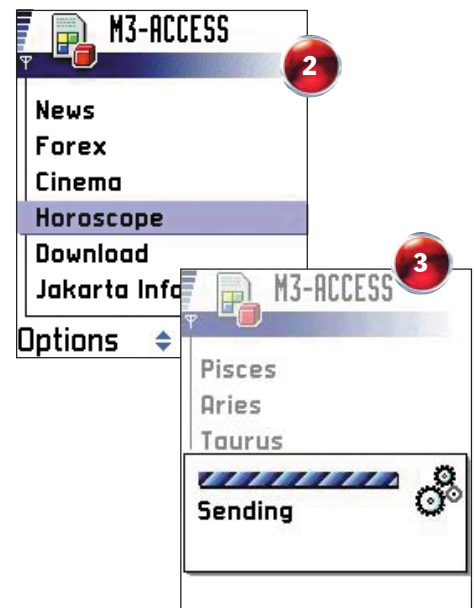 M3-ACCESS
2
News
Forex
Cinema
Horoscope
Download
Jakarta Info
Options
3
M3-ACCESS
Pisces
Aries
Taurus
Sending